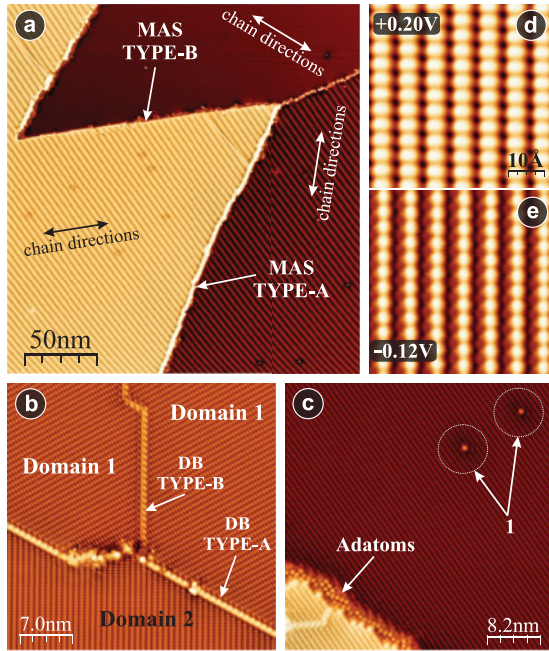 a
MAS
TYPE-B
chain directions
chain directions
chain directions
MAS
TYPE-A
50nm
+0.20V
d
10Å
e
−0.12V
b
Domain 1
Domain 1
DB
TYPE-B
DB
TYPE-A
Domain 2
7.0nm
c
1
Adatoms
8.2nm